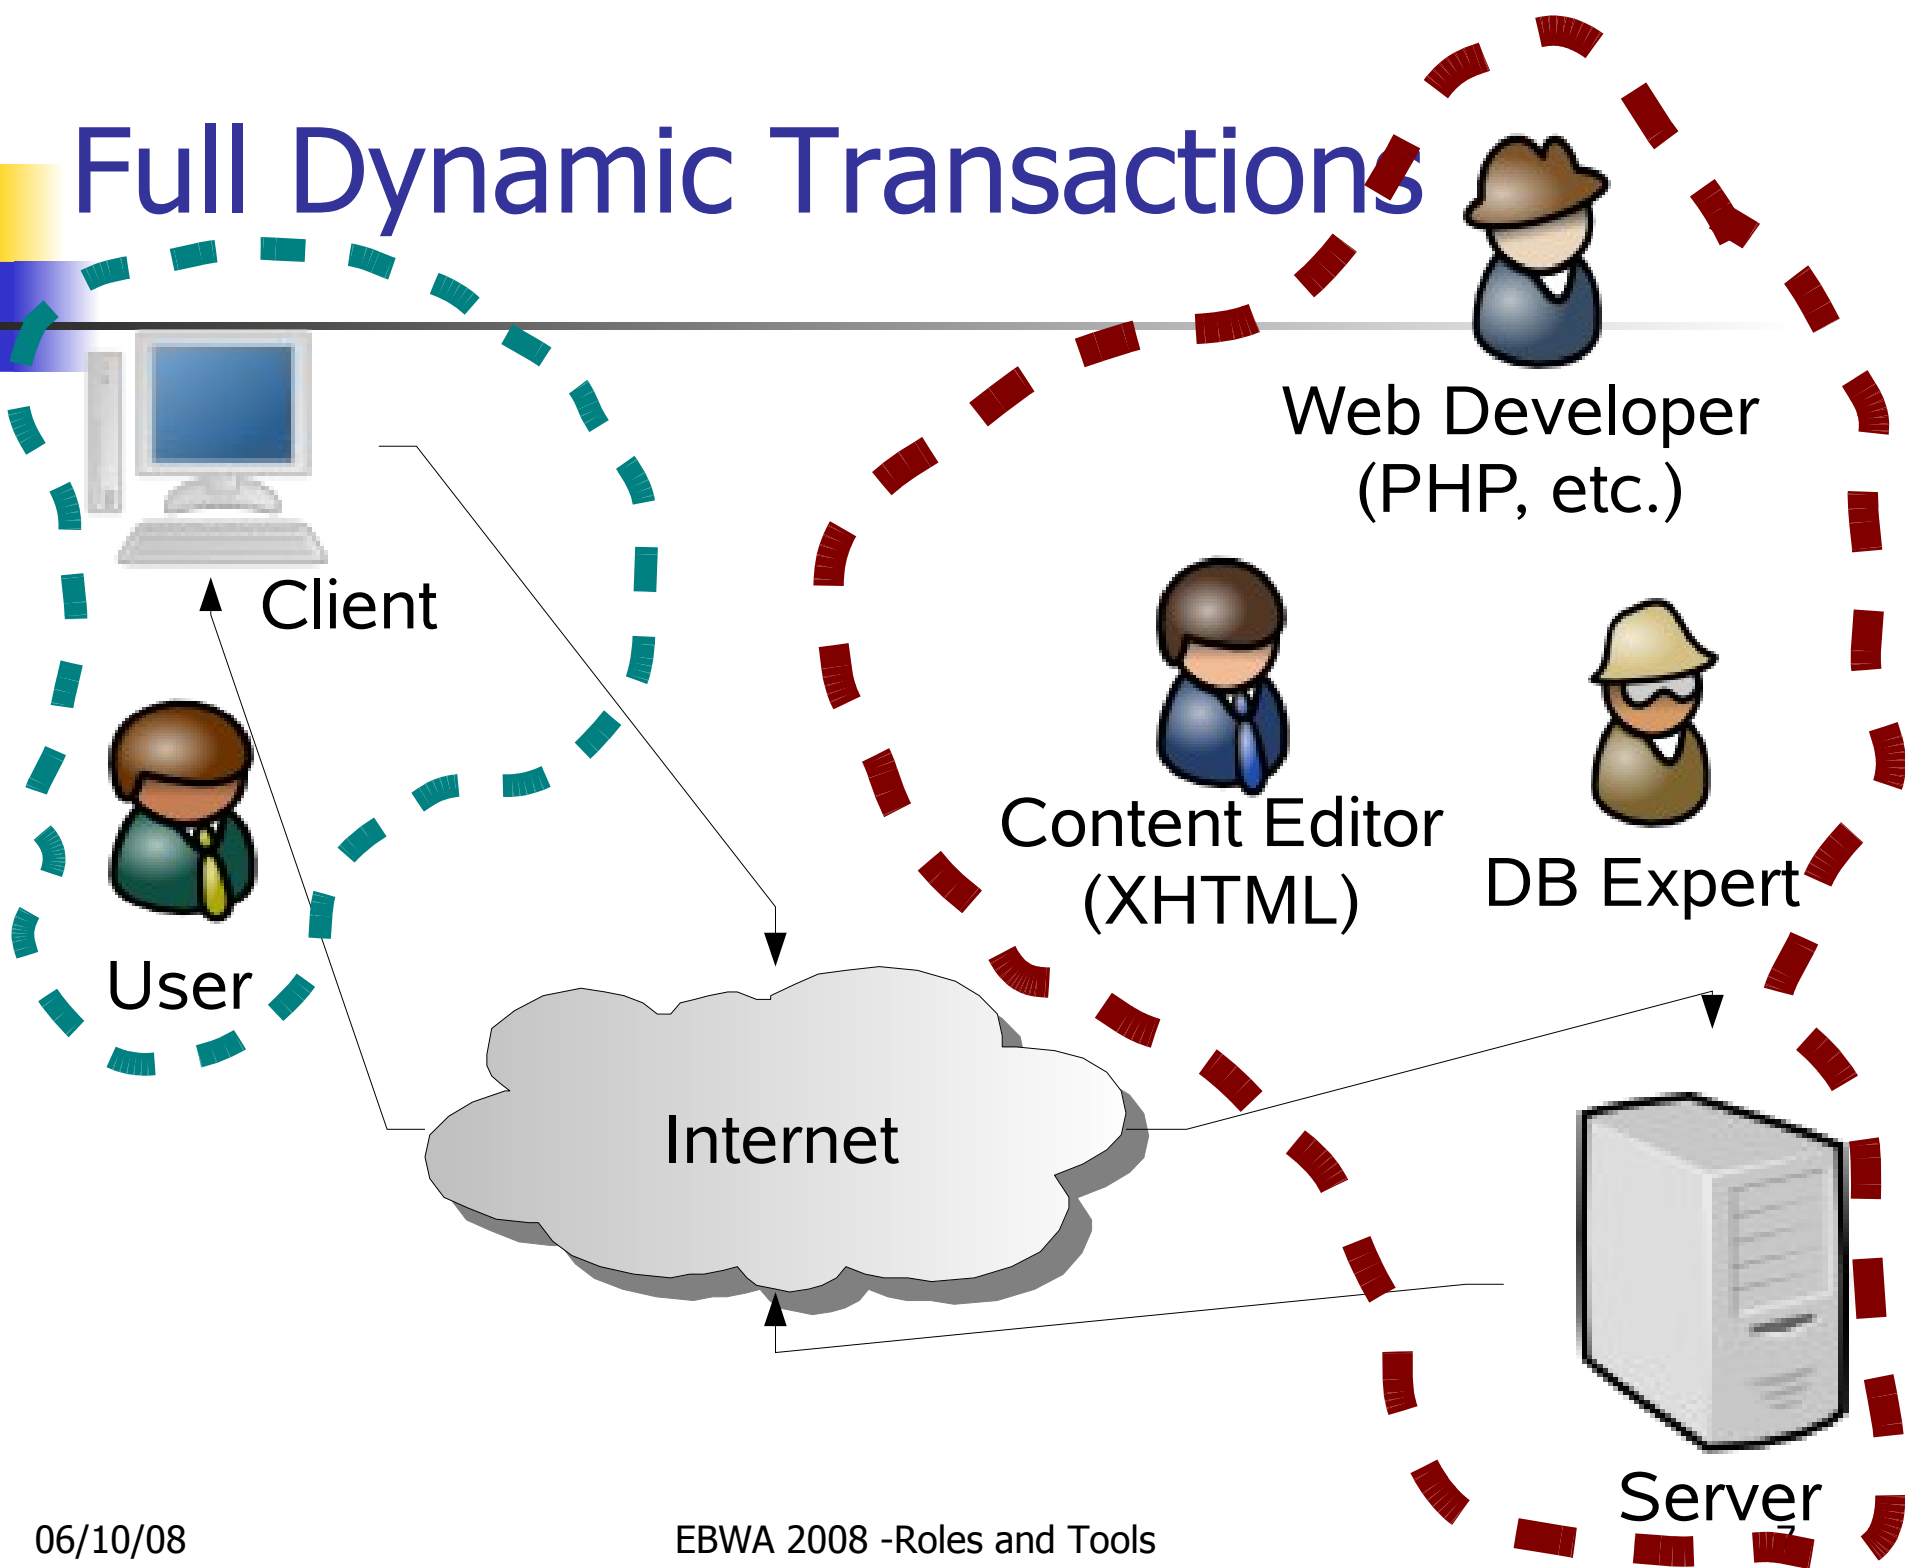 Full Dynamic Transactions
Web Developer
(PHP, etc.)
Client
Content Editor
(XHTML)
DB Expert
User
Internet
Server
06/10/08
EBWA 2008 -Roles and Tools
7